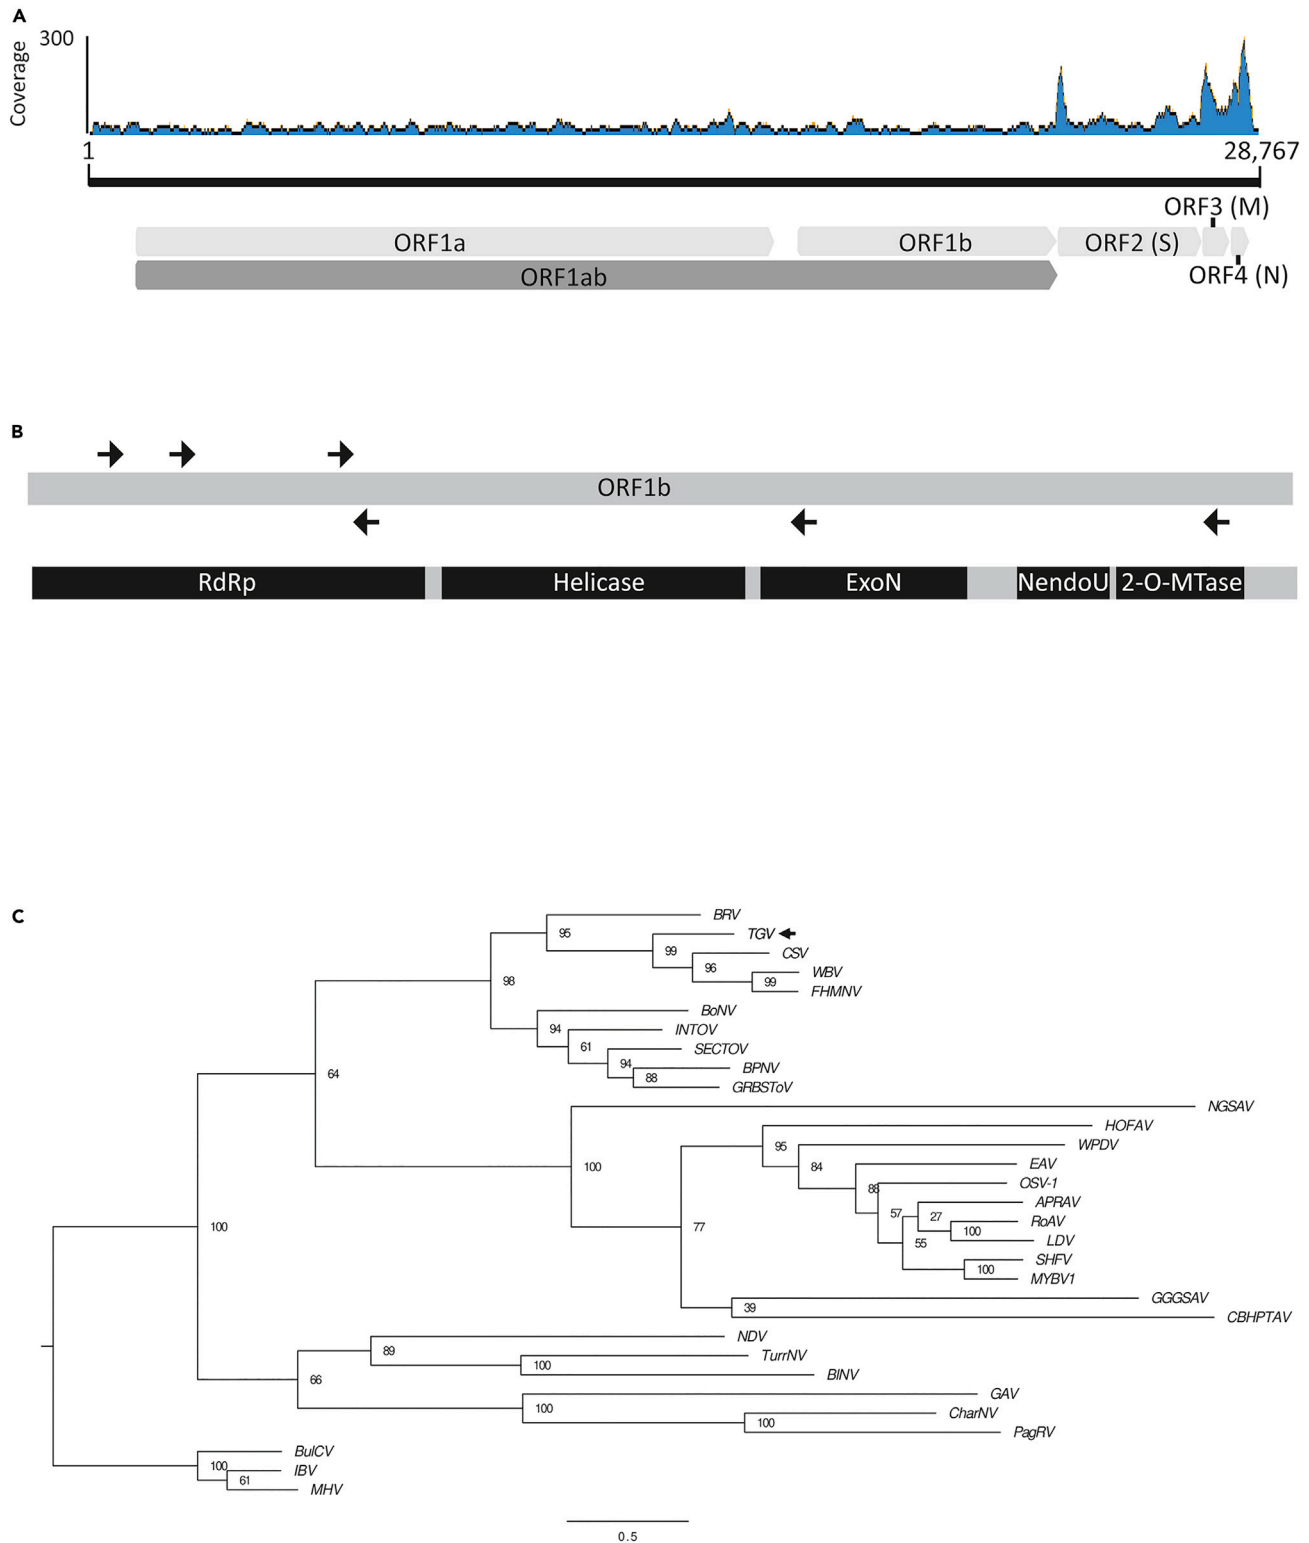 A
300
Coverage
1
28,767
ORF3 (M)
ORF1a
ORF1b
ORF2 (S)
ORF1ab
ORF4 (N)
B
ORF1b
RdRp
Helicase
ExoN
NendoU
2-O-MTase
C
BRV
95
TGV
99
CSV
96
WBV
98
99
FHMNV
BoNV
94
INTOV
61
SECTOV
94
BPNV
64
88
GRBSToV
NGSAV
HOFAV
95
WPDV
100
84
EAV
88
OSV-1
APRAV
57
27
RoAV
100
77
100
LDV
55
SHFV
100
MYBV1
GGGSAV
39
CBHPTAV
NDV
89
TurrNV
100
66
BINV
GAV
100
CharNV
100
PagRV
BulCV
100
IBV
61
MHV
0.5